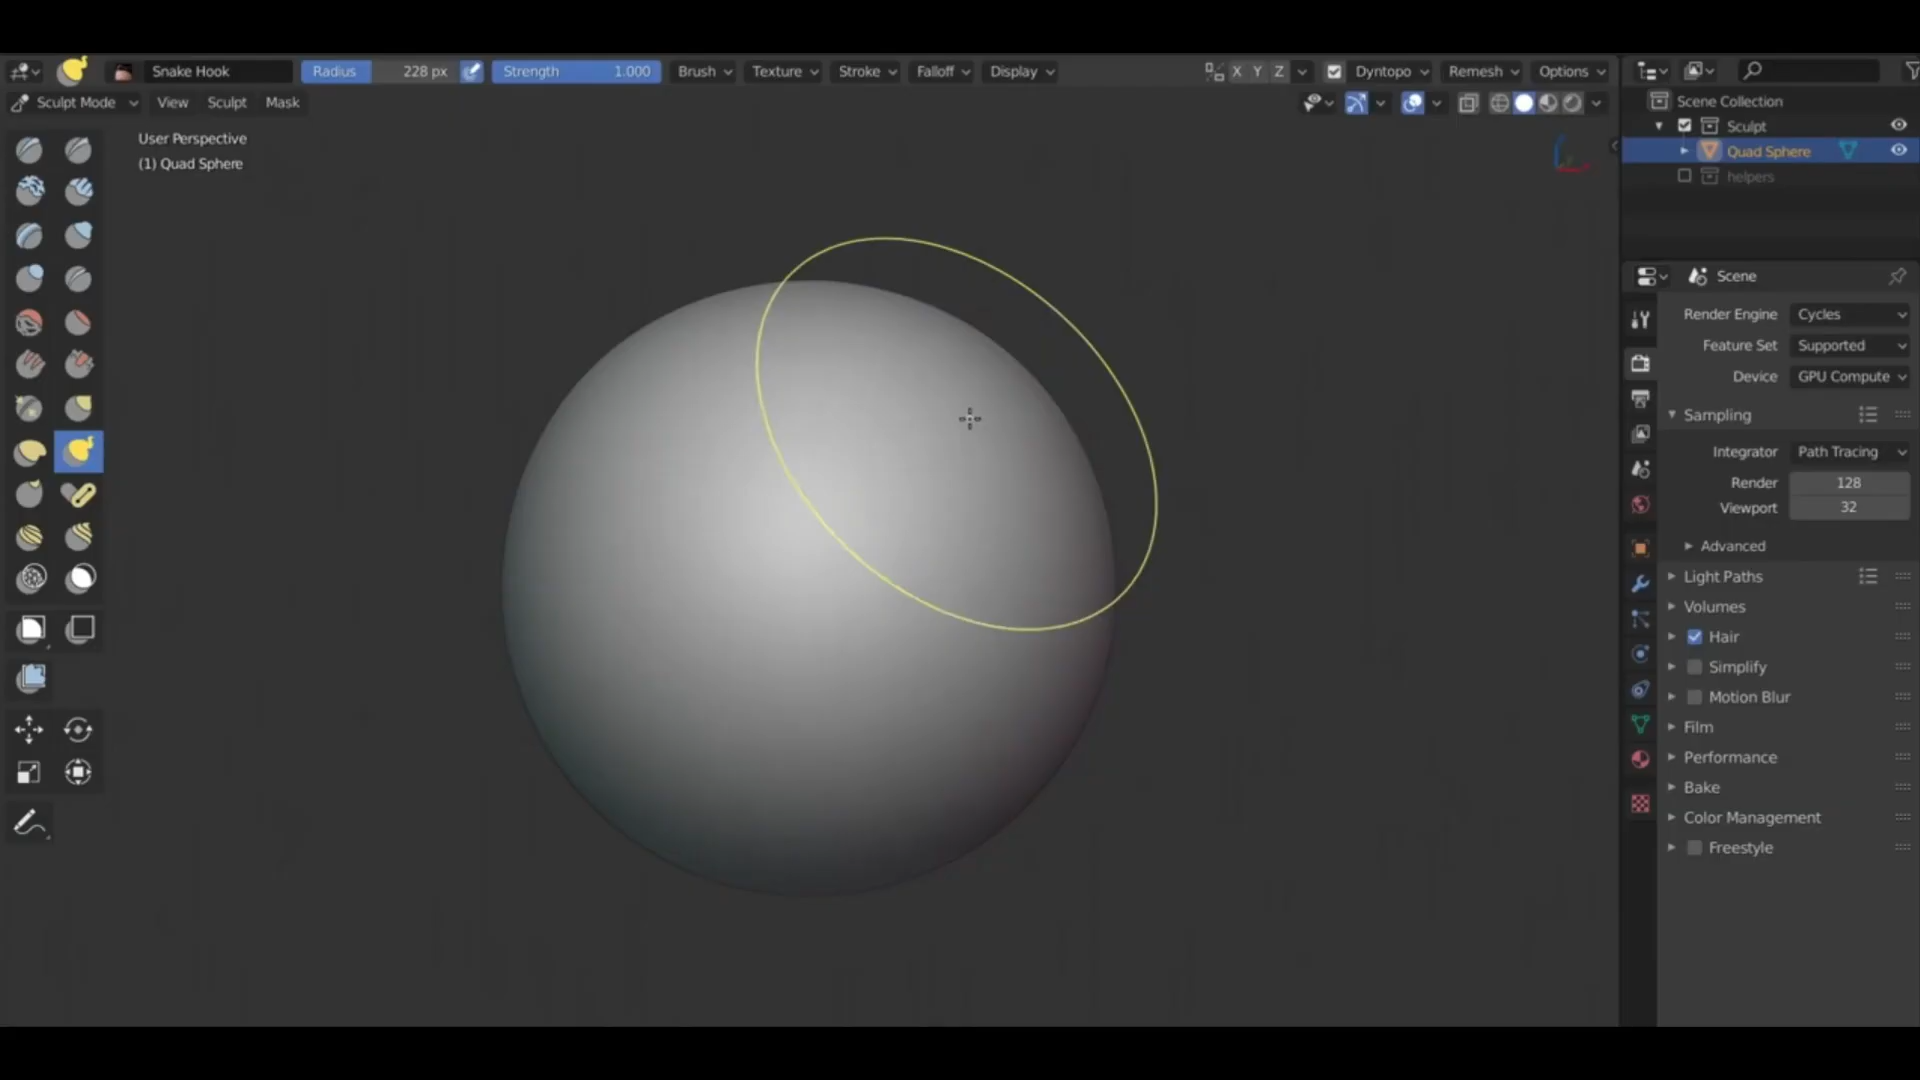 Snake Hook Radius 228 px Strength 1.000 Brush Texture Stroke Falloff Display X Y Z Dyntopo Remesh Options
Sculpt Mode View Sculpt Mask
User Perspective
(1) Quad Sphere
Scene Collection
Sculpt
Quad Sphere
helpers
Scene
Render Engine Cycles
Feature Set Supported
Device GPU Compute
Sampling
Integrator Path Tracing
Render 128
Viewport 32
Advanced
Light Paths
Volumes
Hair
Simplify
Motion Blur
Film
Performance
Bake
Color Management
Freestyle